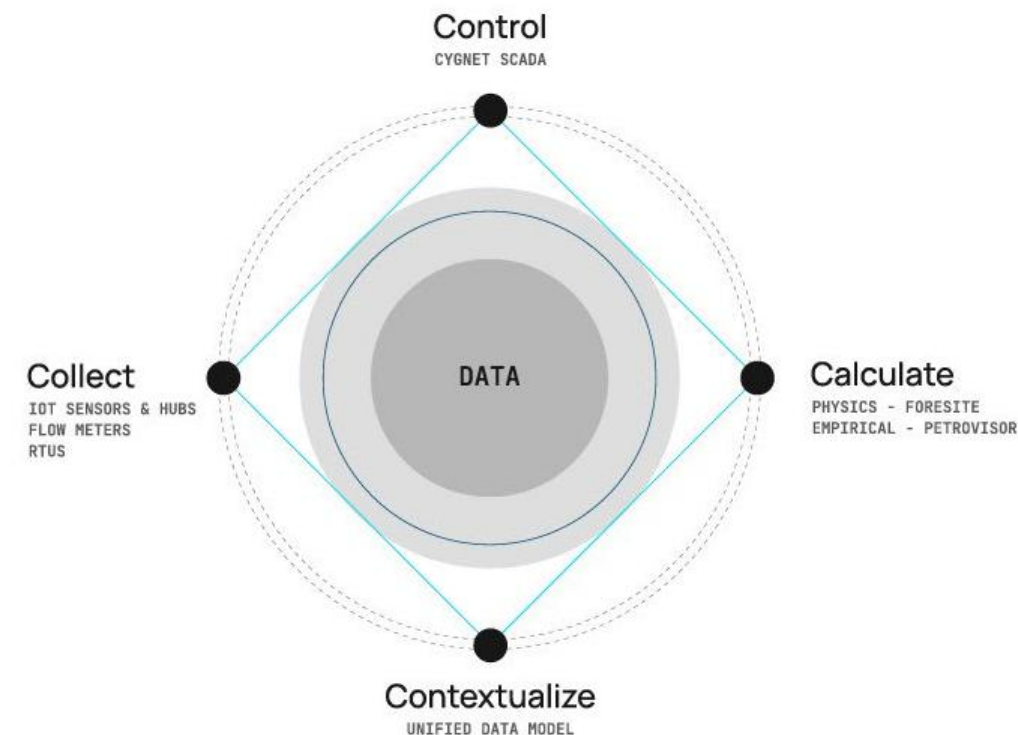 Control
CYGNET SCADA
Collect
IOT SENSORS & HUBS
FLOW METERS
RTUS
DATA
Calculate
PHYSICS - FORESITE
EMPIRICAL - PETROVISOR
Contextualize
UNIFIED DATA MODEL